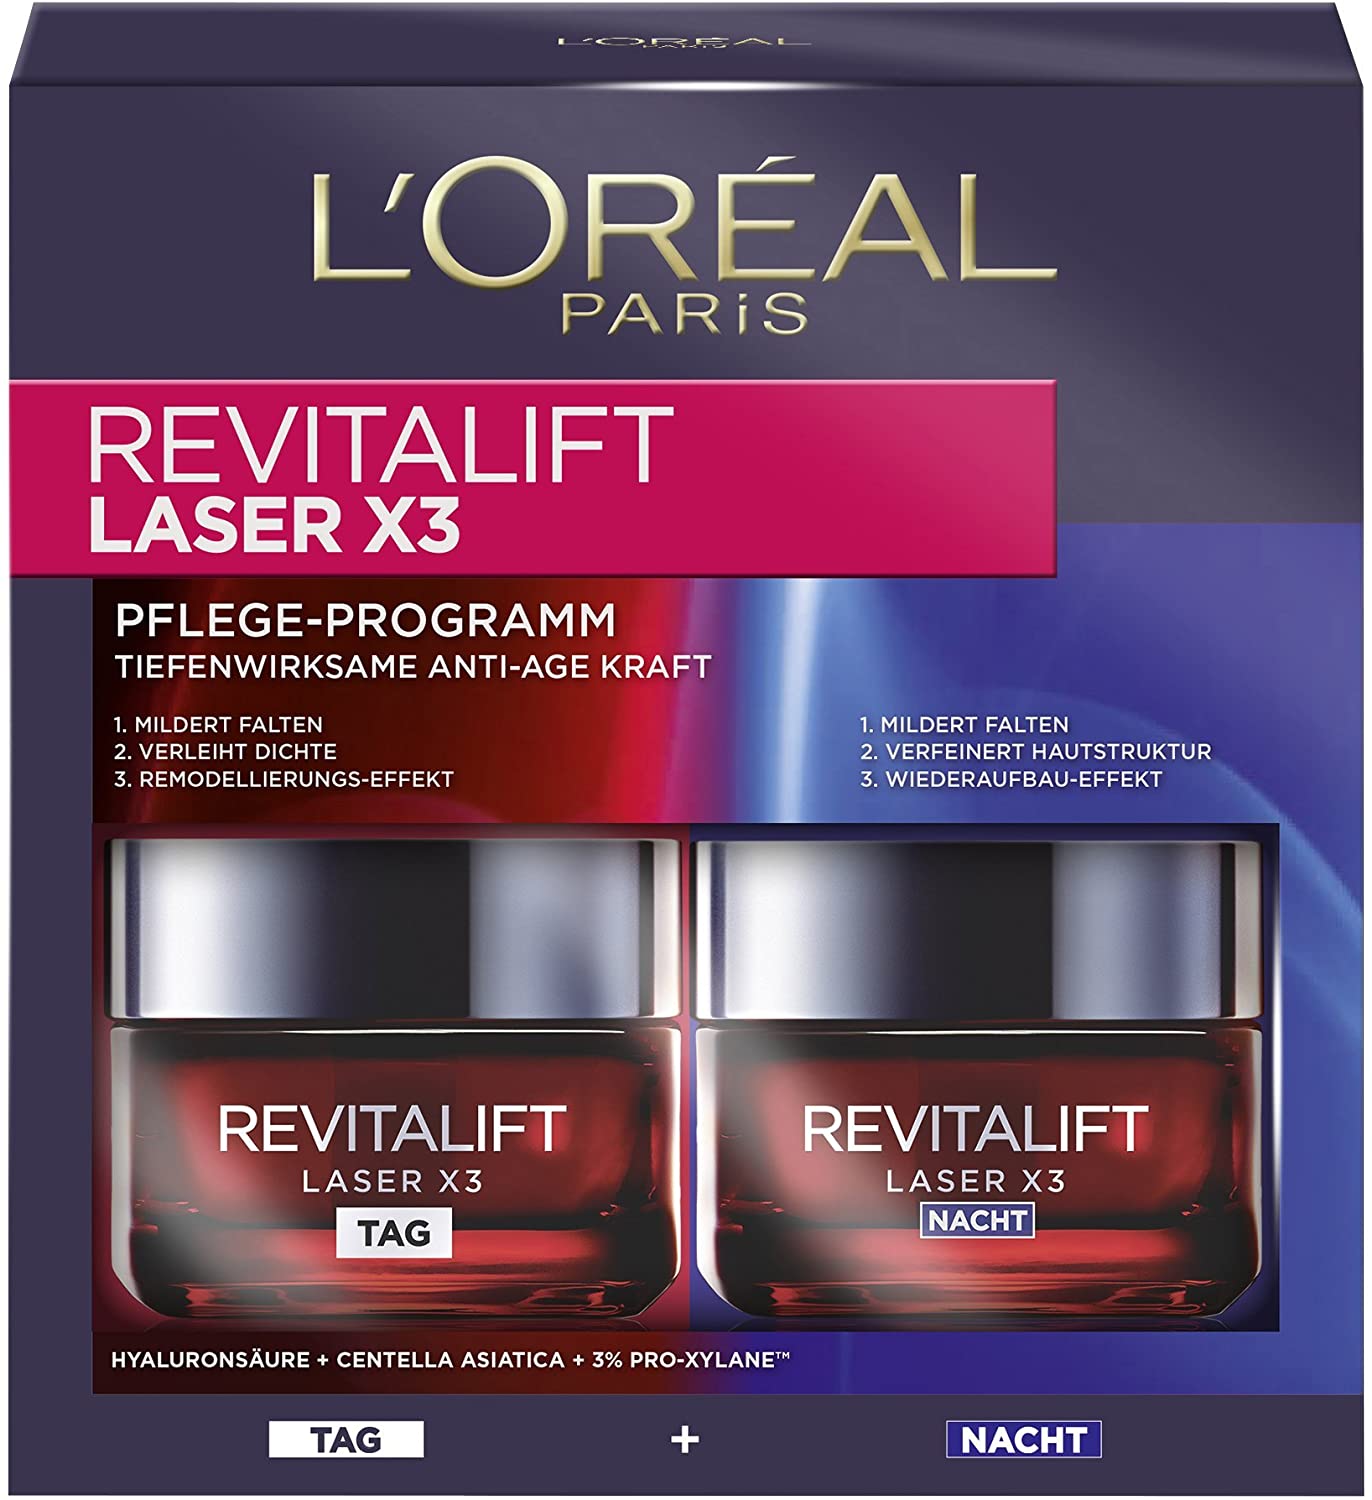 L'ORÉAL
PARiS
L'ORÉAL
PARiS
REVITALIFT
LASER X3
PFLEGE-PROGRAMM
TIEFENWIRKSAME ANTI-AGE KRAFT
1. MILDERT FALTEN
2. VERLEIHT DICHTE
3. REMODELLIERUNGS-EFFEKT
1. MILDERT FALTEN
2. VERFEINERT HAUTSTRUKTUR
3. WIEDERAUFBAU-EFFEKT
REVITALIFT
LASER X3
TAG
REVITALIFT
LASER X3
NACHT
HYALURONSÄURE + CENTELLA ASIATICA + 3% PRO-XYLANE™
TAG + NACHT